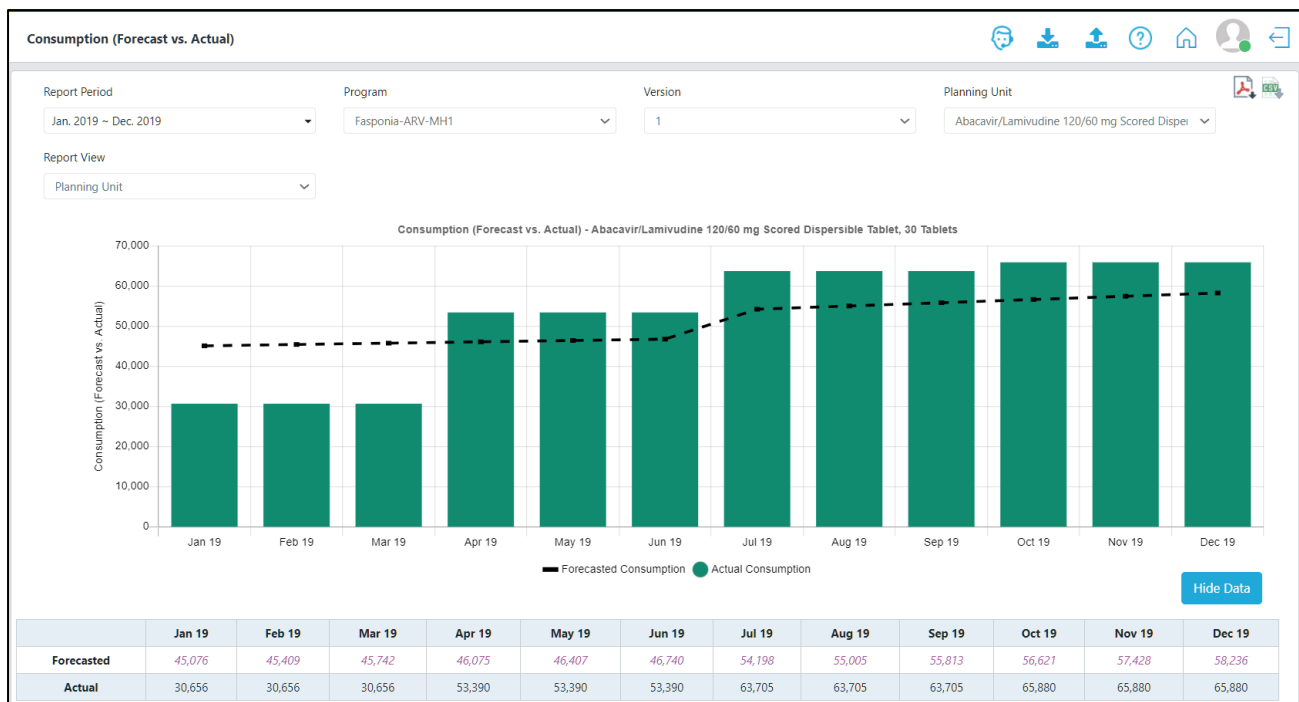 Consumption (Forecast vs. Actual)
?
Report Period
Program
Version
Planning Unit
CSV
Jan. 2019 ~ Dec. 2019
Fasponia-ARV-MH1
1
Abacavir/Lamivudine 120/60 mg Scored Disper
Report View
Planning Unit
Consumption (Forecast vs. Actual) - Abacavir/Lamivudine 120/60 mg Scored Dispersible Tablet, 30 Tablets
Consumption (Forecast vs. Actual)
70,000
60,000
50,000
40,000
30,000
20,000
10,000
0
Jan 19 Feb 19 Mar 19 Apr 19 May 19 Jun 19 Jul 19 Aug 19 Sep 19 Oct 19 Nov 19 Dec 19
Forecasted Consumption Actual Consumption
Hide Data
Jan 19 Feb 19 Mar 19 Apr 19 May 19 Jun 19 Jul 19 Aug 19 Sep 19 Oct 19 Nov 19 Dec 19
Forecasted 45,076 45,409 45,742 46,075 46,407 46,740 54,198 55,005 55,813 56,621 57,428 58,236
Actual 30,656 30,656 30,656 53,390 53,390 53,390 63,705 63,705 63,705 65,880 65,880 65,880